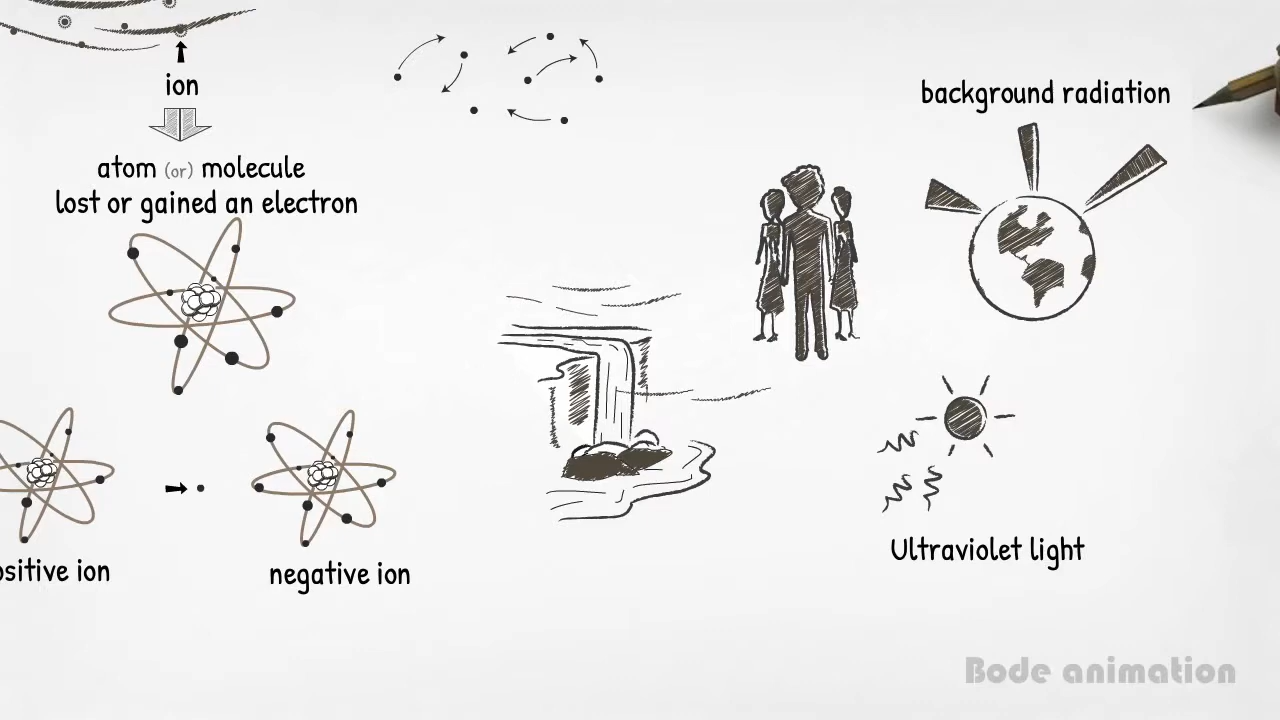 ion
atom (or) molecule
lost or gained an electron
ositive ion
negative ion
background radiation
Ultraviolet light
Bode animation